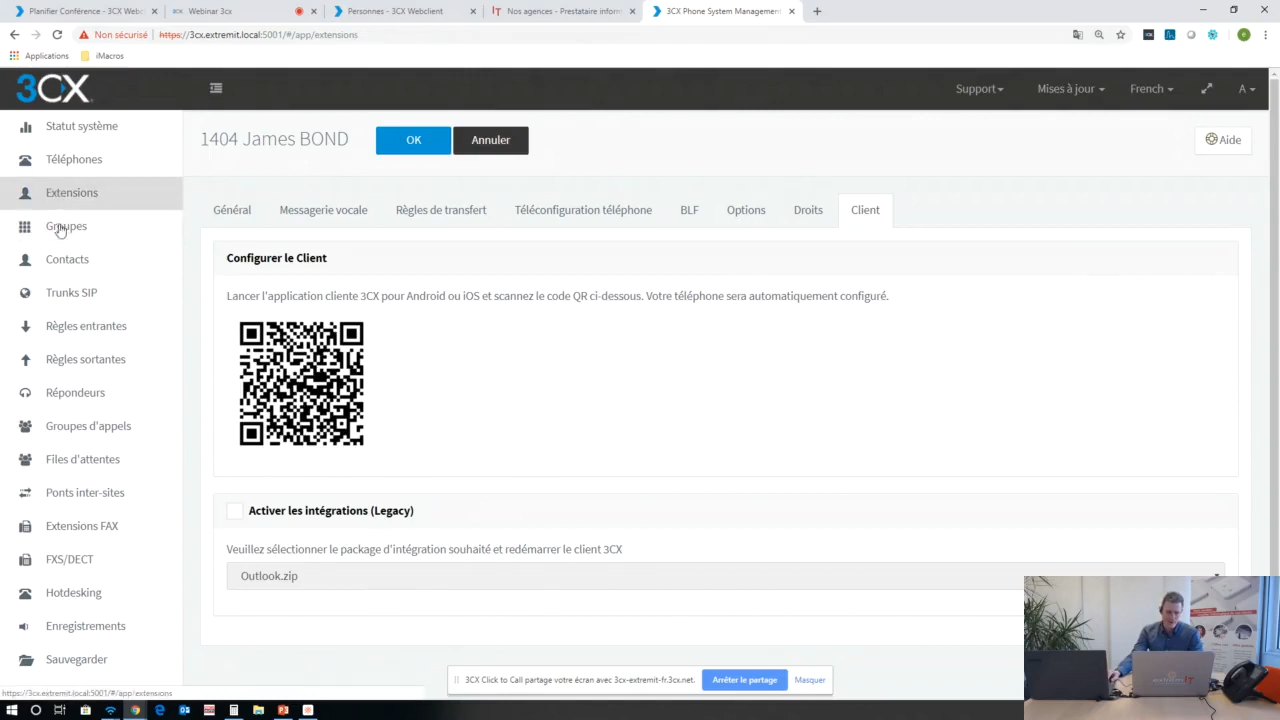 Planifier Conférence - 3CX Webc
Webinar 3cx
Personnes - 3CX Webclient
Nos agences - Prestataire inform
3CX Phone System Management
Non sécurisé
https://3cx.extremit.local:5001/#/app/extensions
Applications
iMacros
3CX
Support
Mises à jour
French
A
Statut système
Téléphones
Extensions
Groupes
Contacts
Trunks SIP
Règles entrantes
Règles sortantes
Répondeurs
Groupes d'appels
Files d'attentes
Ponts inter-sites
Extensions FAX
FXS/DECT
Hotdesking
Enregistrements
Sauvegarder
1404 James BOND
OK
Annuler
Aide
Général
Messagerie vocale
Règles de transfert
Téléconfiguration téléphone
BLF
Options
Droits
Client
Configurer le Client
Lancer l'application cliente 3CX pour Android ou iOS et scannez le code QR ci-dessous. Votre téléphone sera automatiquement configuré.
Activer les intégrations (Legacy)
Veuillez sélectionner le package d'intégration souhaité et redémarrer le client 3CX
Outlook.zip
3CX Click to Call partage votre écran avec 3cx-extremit-fr.3cx.net.
Arrêter le partage
Masquer
https://3cx.extremit.local:5001/#/app/extensions